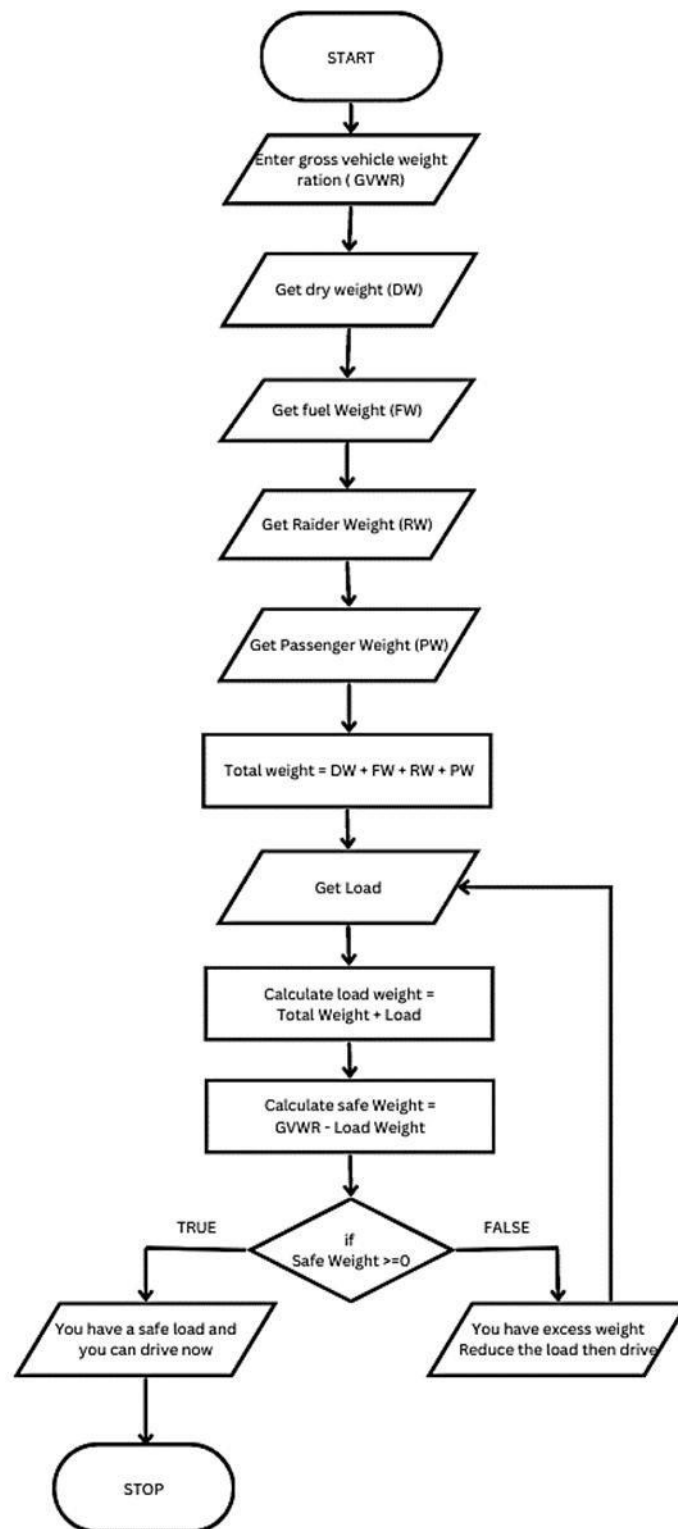 START
Enter gross vehicle weight
ration ( GVWR)
Get dry weight (DW)
Get fuel Weight (FW)
Get Raider Weight (RW)
Get Passenger Weight (PW)
Total weight = DW + FW + RW + PW
Get Load
Calculate load weight =
Total Weight + Load
Calculate safe Weight =
GVWR - Load Weight
TRUE
FALSE
if
Safe Weight >=0
You have a safe load and
you can drive now
You have excess weight
Reduce the load then drive
STOP